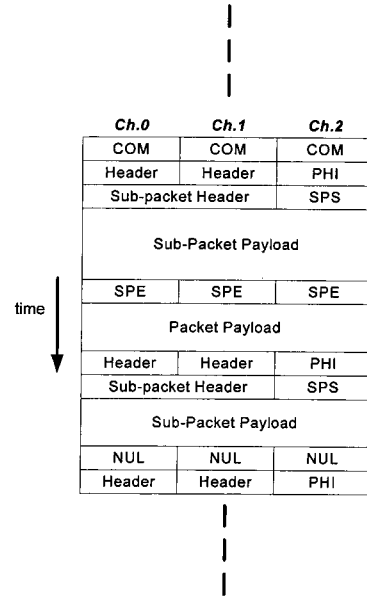 Ch.0 Ch.1 Ch.2
COM COM COM
Header Header PHI
Sub-packet Header SPS
Sub-Packet Payload
SPE SPE SPE
time
Packet Payload
Header Header PHI
Sub-packet Header SPS
Sub-Packet Payload
NUL NUL NUL
Header Header PHI